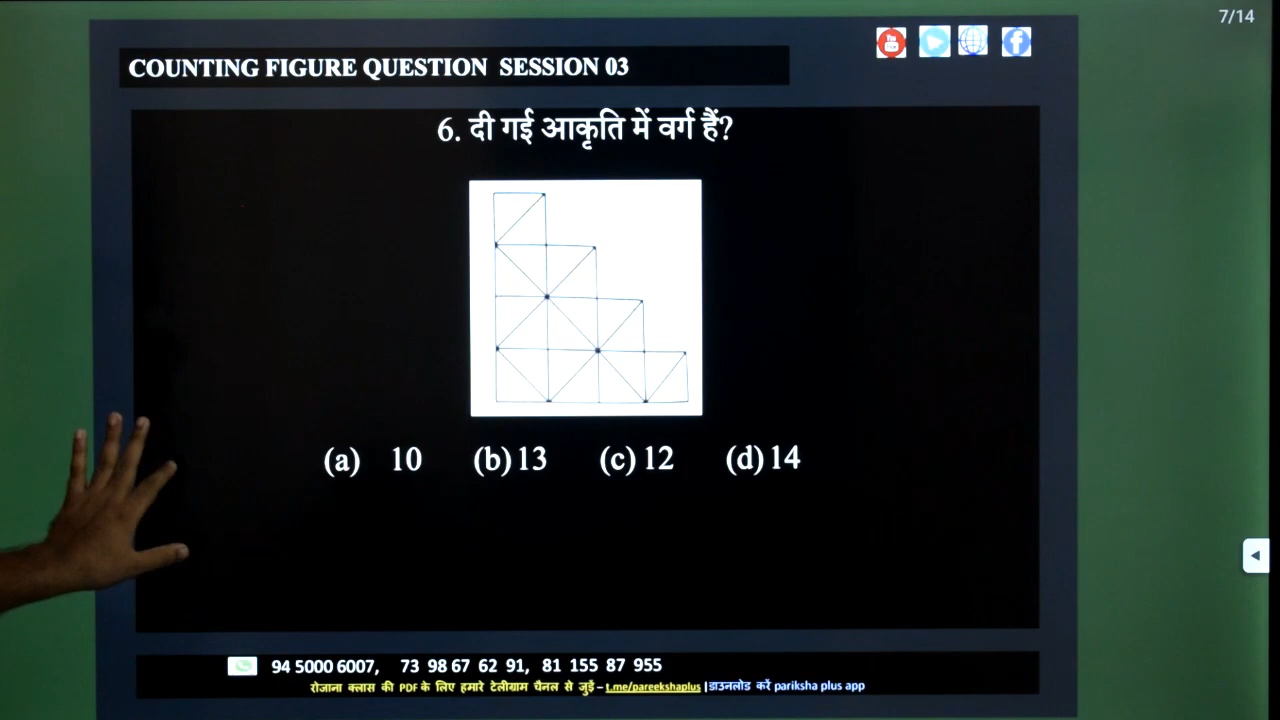 7/14
COUNTING FIGURE QUESTION SESSION 03
6. दी गई आकृति में वर्ग हैं?
(a) 10 (b) 13 (c) 12 (d) 14
94 5000 6007, 73 98 67 62 91, 81 155 87 955
रोजाना क्लास की PDF के लिए हमारे टेलीग्राम चैनल से जुड़ें – t.me/pareekshaplus | डाउनलोड करें pariksha plus app